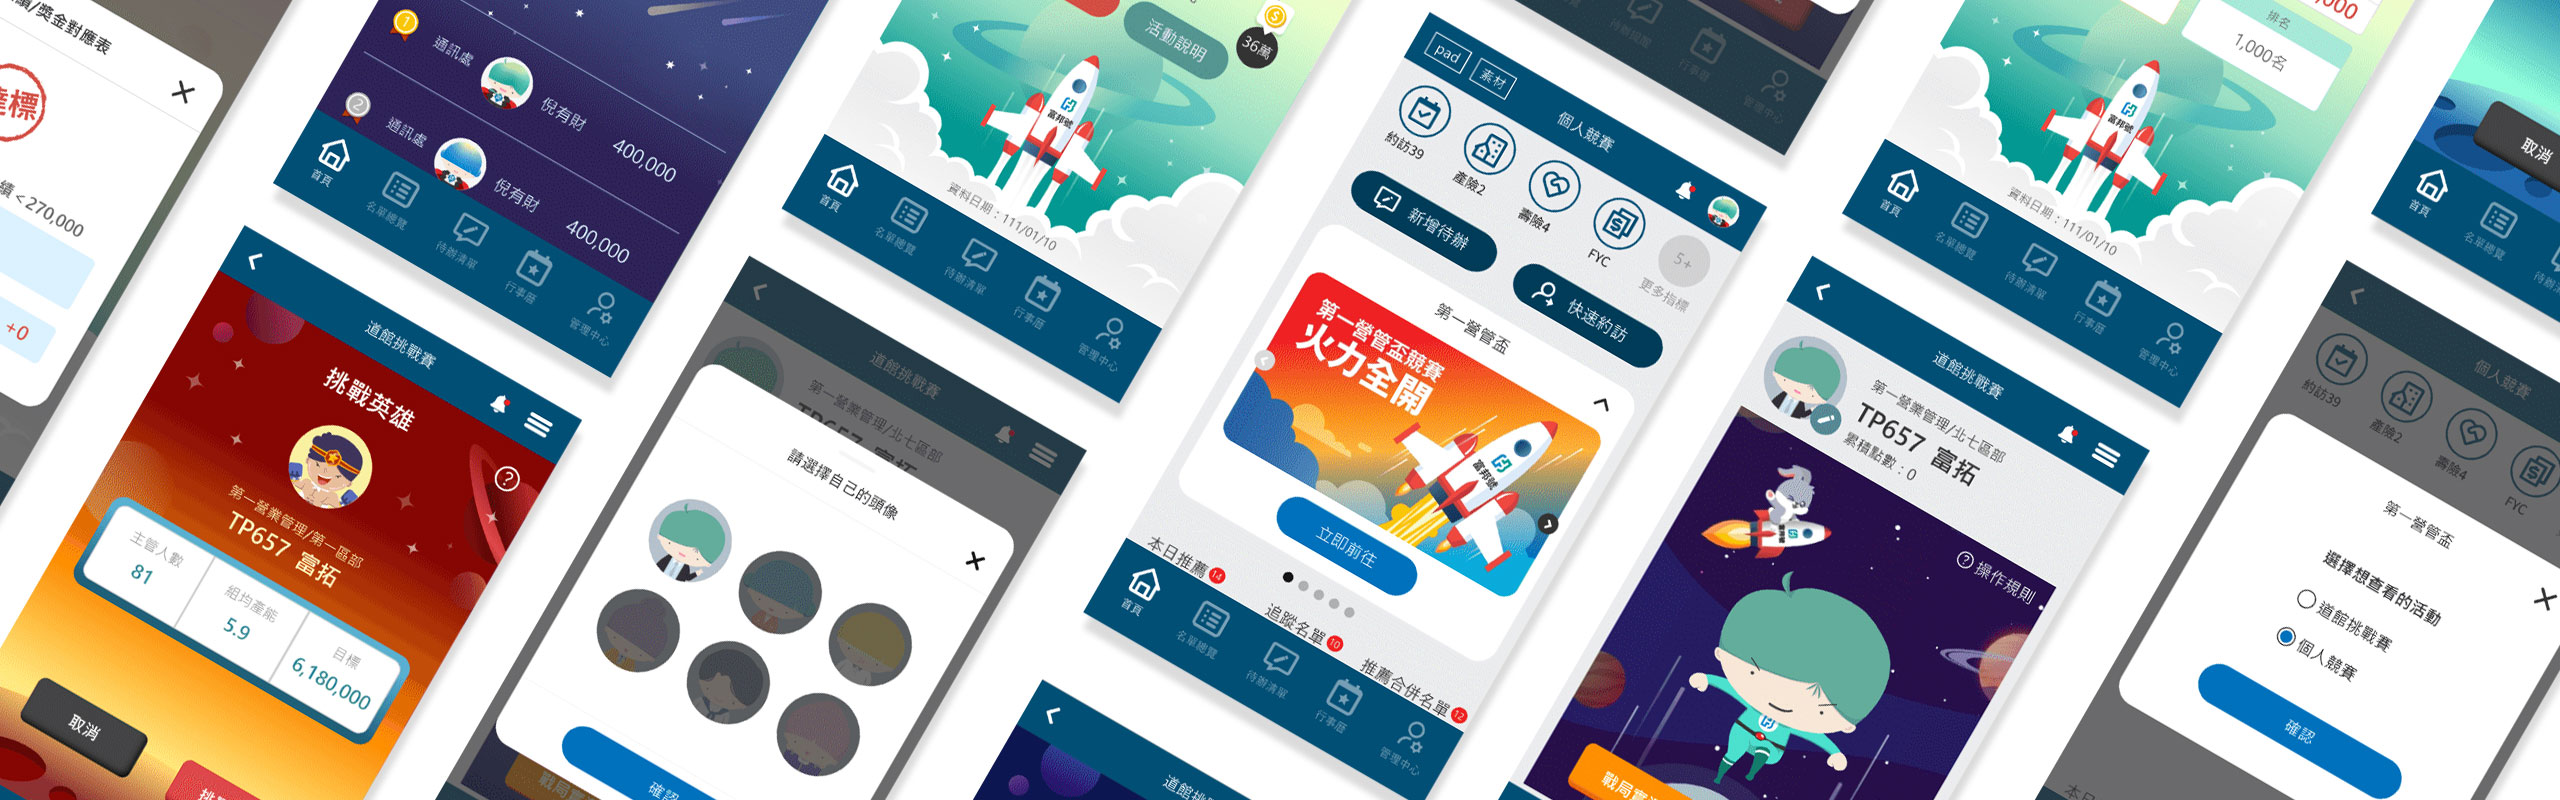 獎金對應表
績＜270,000
+0
1
通訊處
倪有財
400,000
2
通訊處
倪有財
400,000
首頁
名單總覽
待辦清單
行事曆
管理中心
道館挑戰賽
挑戰英雄
?
第一營業管理/第一區部
TP657 富拓
主管人數
81
組均產能
5.9
目標
6,180,000
取消
活動說明
36萬
富邦號
資料日期：111/01/10
首頁
名單總覽
待辦清單
行事曆
管理中心
道館挑戰賽
第一營業管理/北七區部
TP657 富拓
請選擇自己的頭像
確認
行事曆
管理中心
pad
素材
個人競賽
約訪39
產險2
壽險4
FYC
5+
更多指標
新增待辦
快速約訪
第一營管盃
第一營管盃競賽
火力全開
富邦號
立即前往
本日推薦 14
追蹤名單 10
推薦合併名單 12
首頁
名單總覽
待辦清單
行事曆
管理中心
道館挑戰
排名
1,000名
富邦號
資料日期：111/01/10
首頁
名單總覽
待辦清單
行事曆
管理中心
道館挑戰賽
第一營業管理/北七區部
TP657 富拓
累積點數：0
? 操作規則
取消
首頁
名單總覽
個人競賽
約訪39
產險2
壽險4
FYC
第一營管盃
選擇想查看的活動
道館挑戰賽
個人競賽
確認